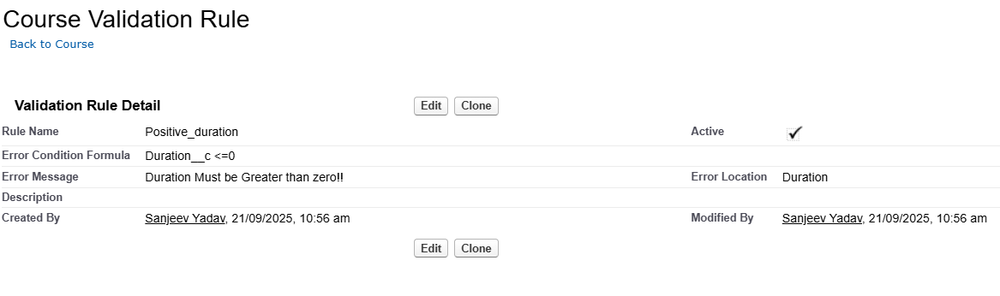 Course Validation Rule
Back to Course
Validation Rule Detail Edit Clone
Rule Name Positive_duration Active
Error Condition Formula Duration__c <=0
Error Message Duration Must be Greater than zero!! Error Location Duration
Description
Created By Sanjeev Yadav, 21/09/2025, 10:56 am Modified By Sanjeev Yadav, 21/09/2025, 10:56 am
Edit Clone